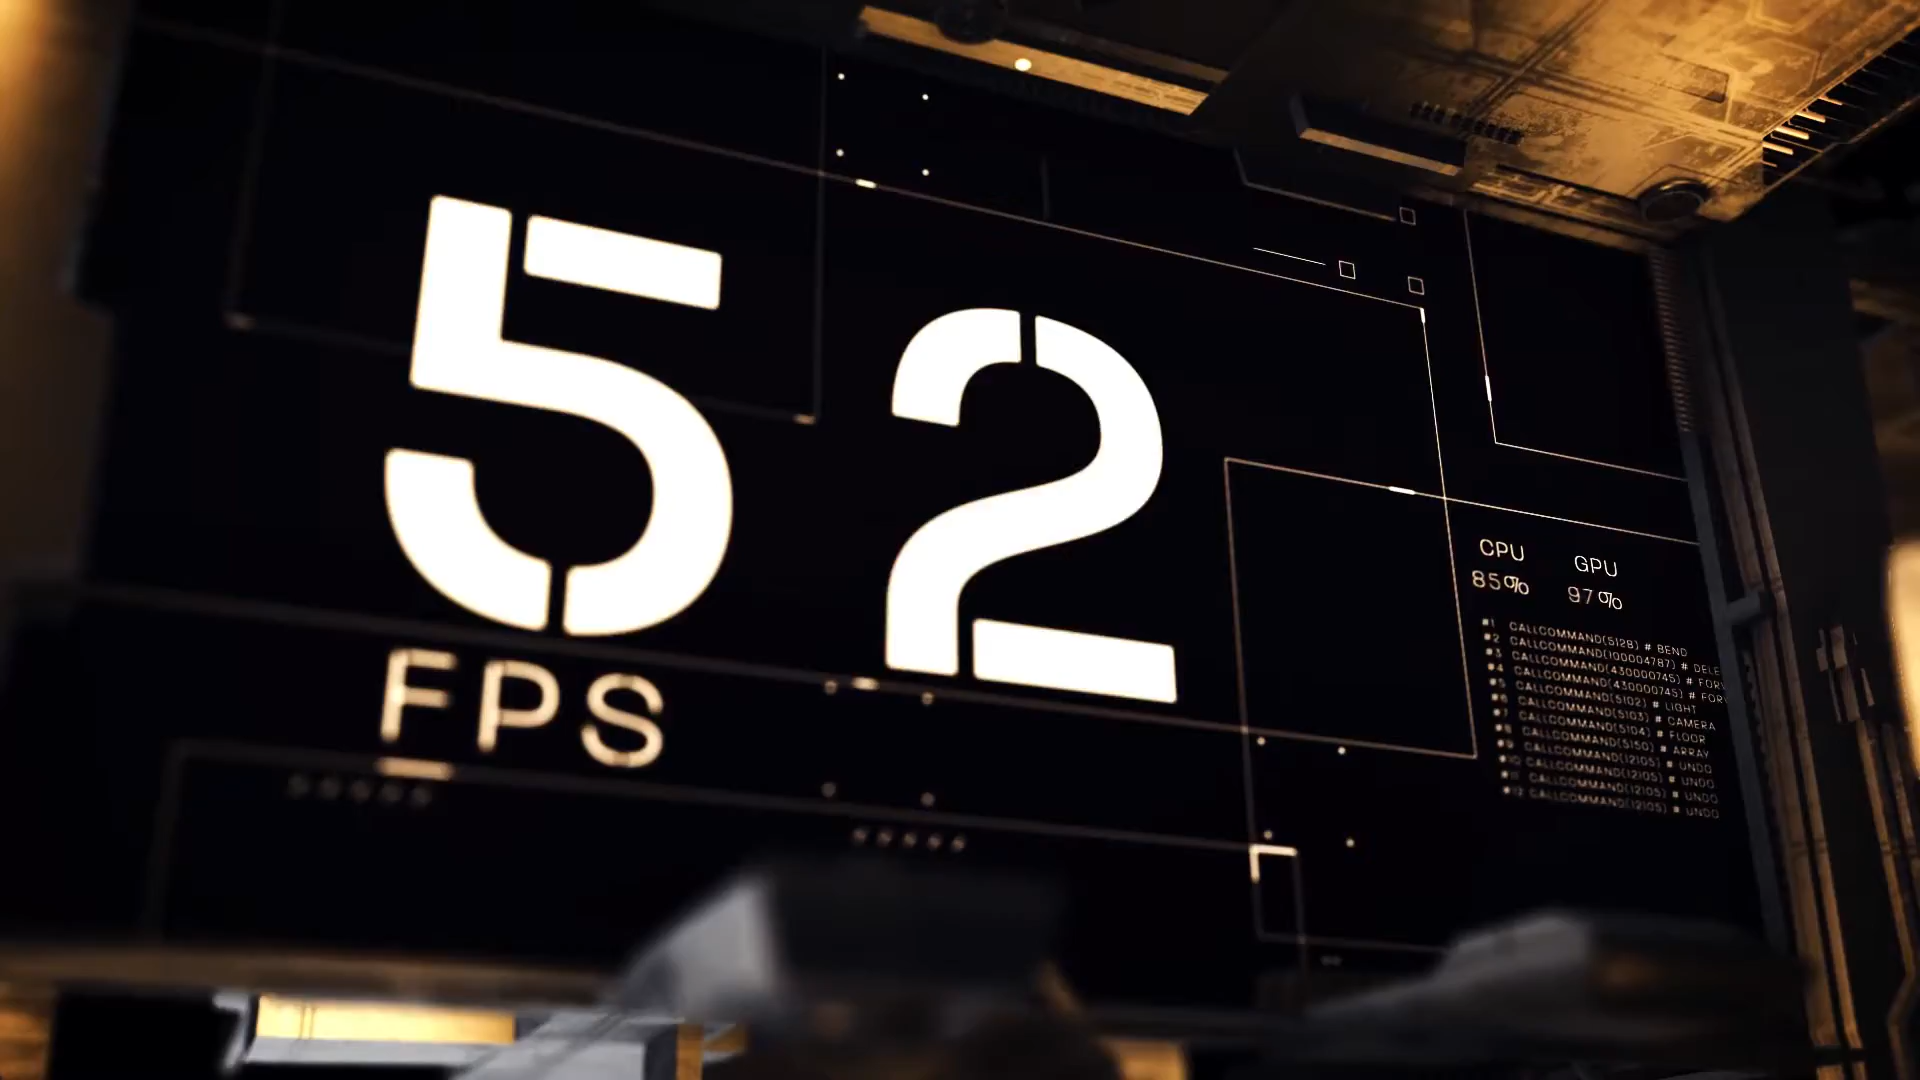 52
FPS
CPU GPU
85% 97%
#1 CALLCOMMAND(5128) # BEND
#2 CALLCOMMAND(100004787) # DELE
#3 CALLCOMMAND(430000745) # FOR
#4 CALLCOMMAND(430000745) # FOR
#5 CALLCOMMAND(5102) # LIGHT
#6 CALLCOMMAND(5103) # CAMERA
#7 CALLCOMMAND(5104) # FLOOR
#8 CALLCOMMAND(5150) # ARRAY
#9 CALLCOMMAND(12105) # UNDO
#10 CALLCOMMAND(12105) # UNDO
#11 CALLCOMMAND(12105) # UNDO
#12 CALLCOMMAND(12105) # UNDO